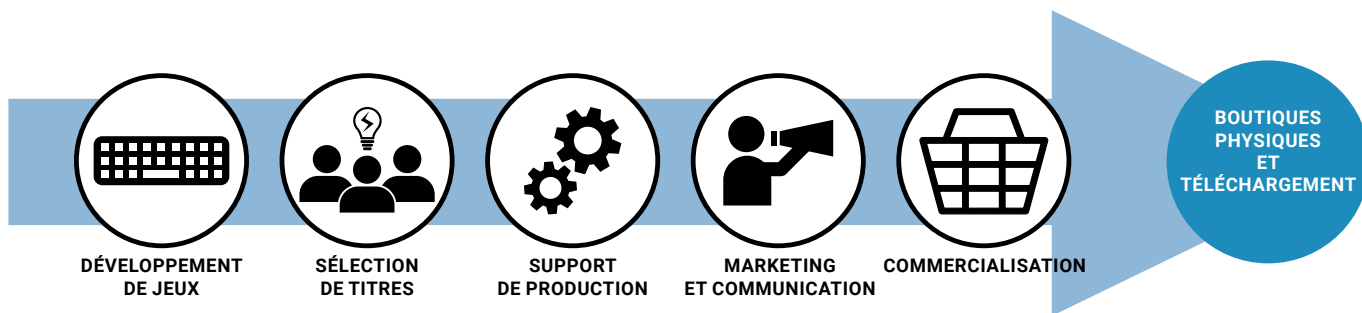 DÉVELOPPEMENT
DE JEUX
SÉLECTION
DE TITRES
SUPPORT
DE PRODUCTION
MARKETING
ET COMMUNICATION
COMMERCIALISATION
BOUTIQUES
PHYSIQUES
ET
TÉLÉCHARGEMENT